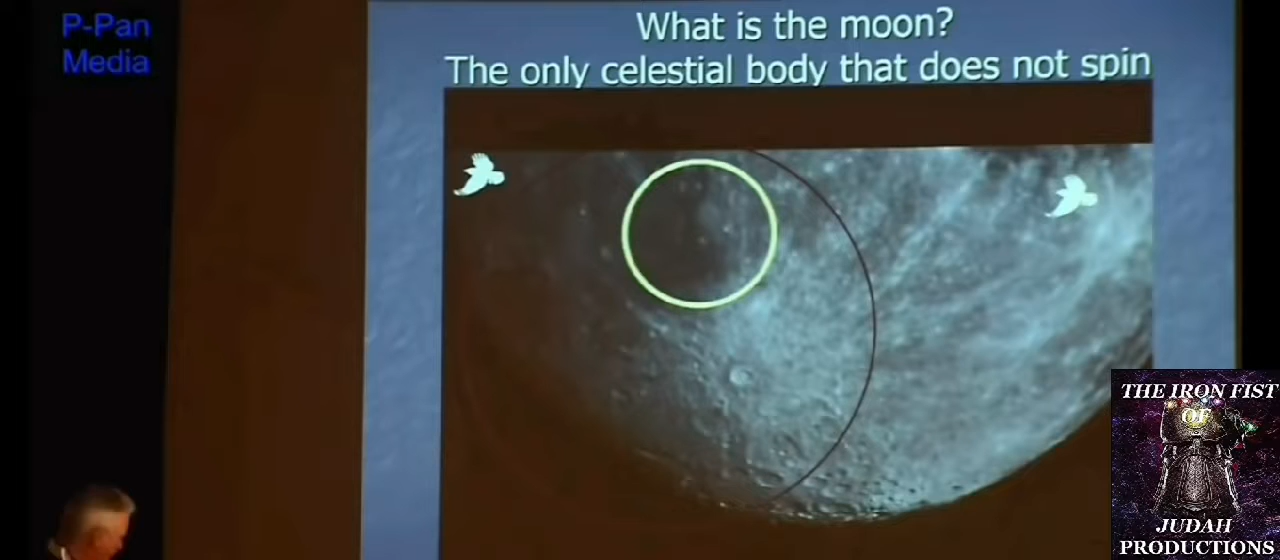 P-Pan
Media
What is the moon?
The only celestial body that does not spin
THE IRON FIST
OF
JUDAH
PRODUCTIONS